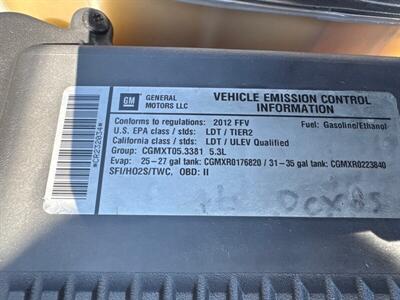 GM
GENERAL
MOTORS LLC
VEHICLE EMISSION CONTROL
INFORMATION
Conforms to regulations: 2012 FFV Fuel: Gasoline/Ethanol
U.S. EPA class / stds: LDT / TIER2
California class / stds: LDT / ULEV Qualified
Group: CGMXT05.3381 5.3L
Evap: 25-27 gal tank: CGMXR0176820 / 31-35 gal tank: CGMXR0223840
SFI/HO2S/TWC, OBD: II